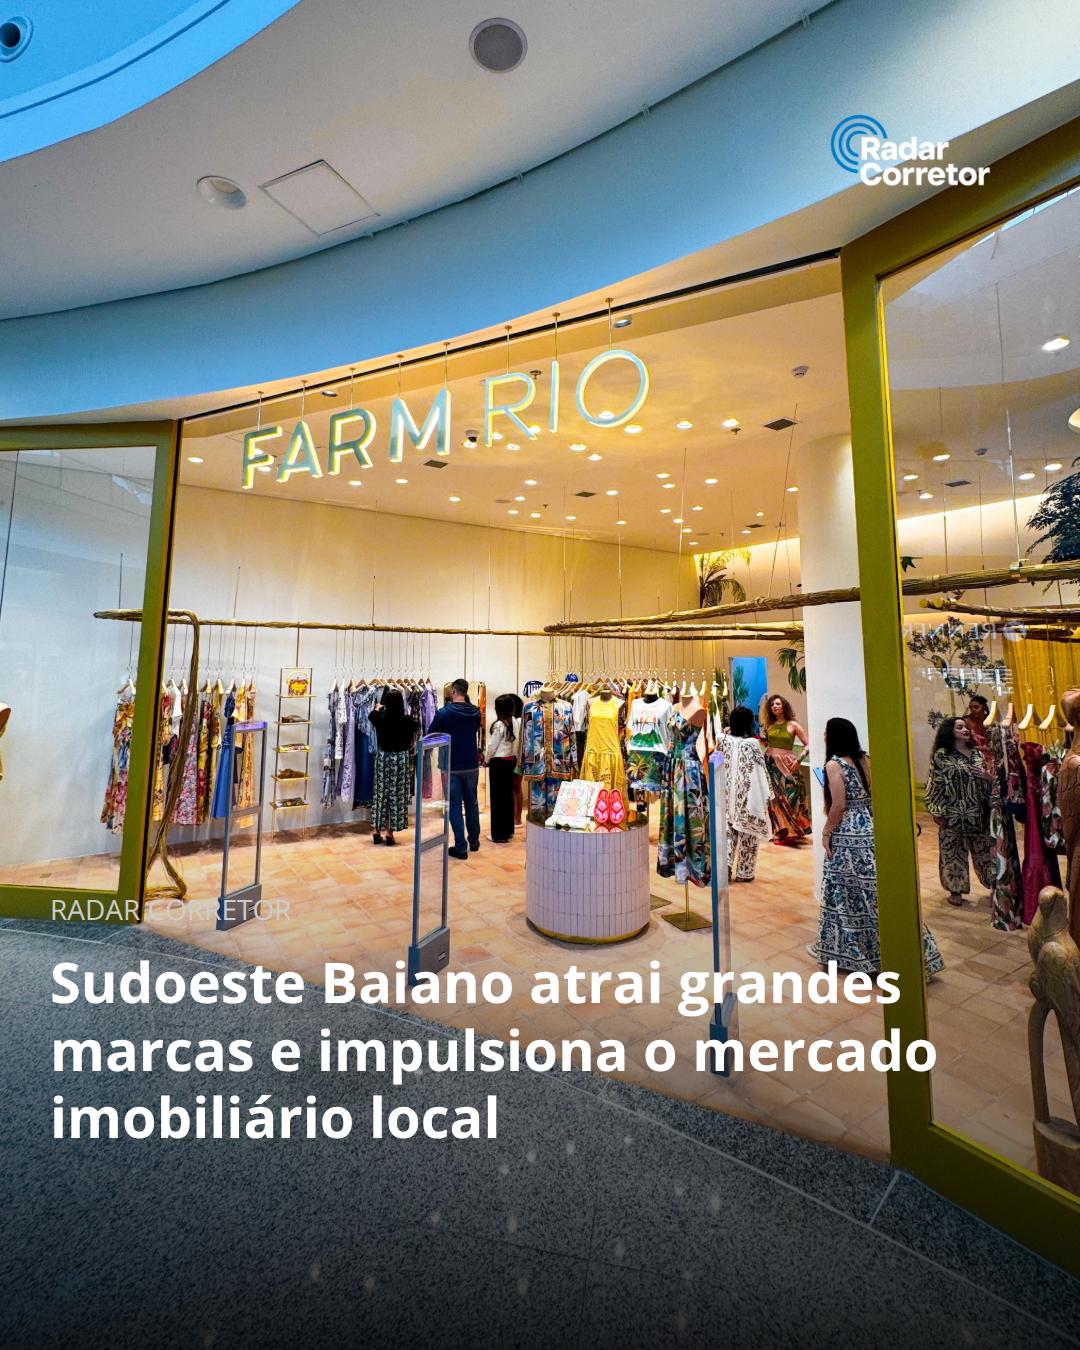 Radar
Corretor
FARM RIO
RADAR CORRETOR
Sudoeste Baiano atrai grandes
marcas e impulsiona o mercado
imobiliário local